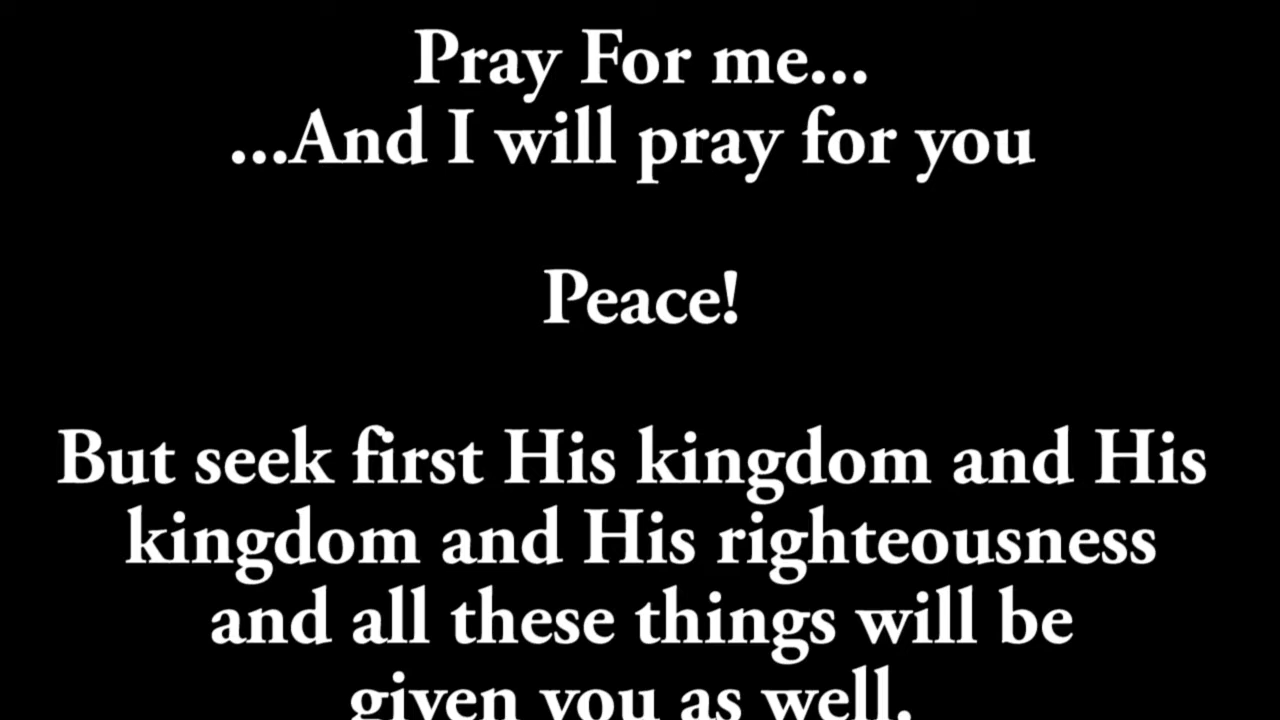 Pray For me...
...And I will pray for you
Peace!
But seek first His kingdom and His
kingdom and His righteousness
and all these things will be
given you as well.